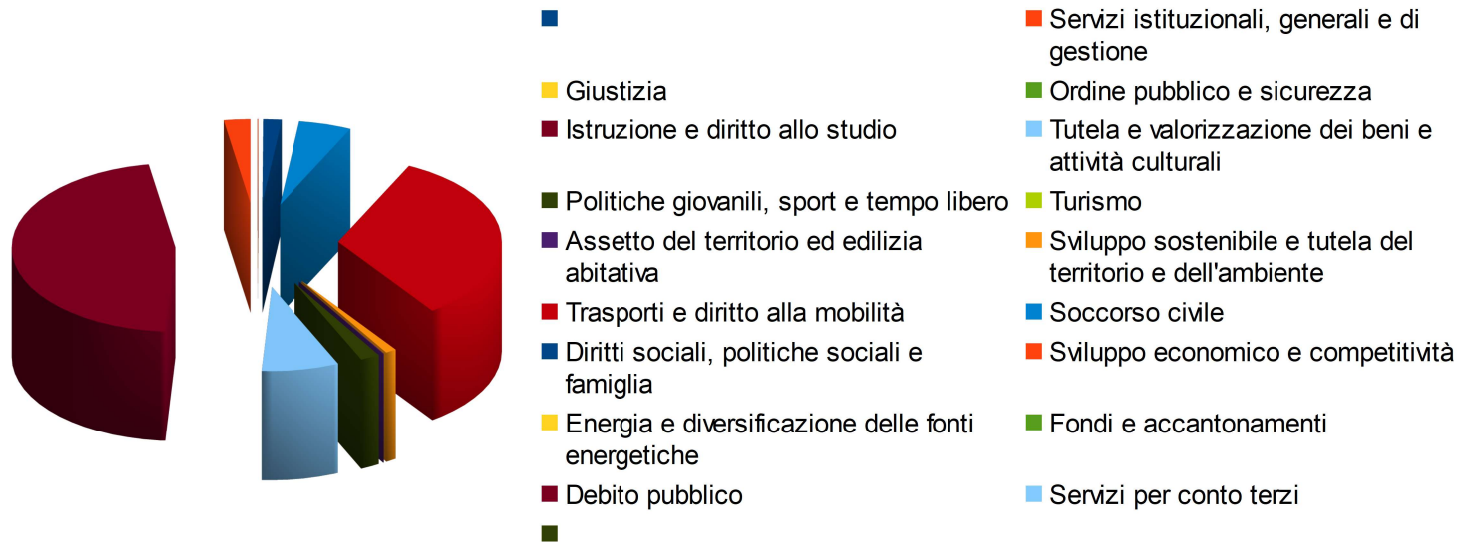 Servizi istituzionali, generali e di
gestione
Giustizia
Ordine pubblico e sicurezza
Istruzione e diritto allo studio
Tutela e valorizzazione dei beni e
attività culturali
Politiche giovanili, sport e tempo libero
Turismo
Assetto del territorio ed edilizia
abitativa
Sviluppo sostenibile e tutela del
territorio e dell'ambiente
Trasporti e diritto alla mobilità
Soccorso civile
Diritti sociali, politiche sociali e
famiglia
Sviluppo economico e competitività
Energia e diversificazione delle fonti
energetiche
Fondi e accantonamenti
Debito pubblico
Servizi per conto terzi